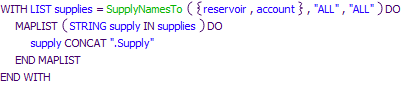 WITH LIST supplies = SupplyNamesTo ( { reservoir , account } , "ALL" , "ALL" ) DO
MAPLIST ( STRING supply IN supplies ) DO
supply CONCAT ".Supply"
END MAPLIST
END WITH